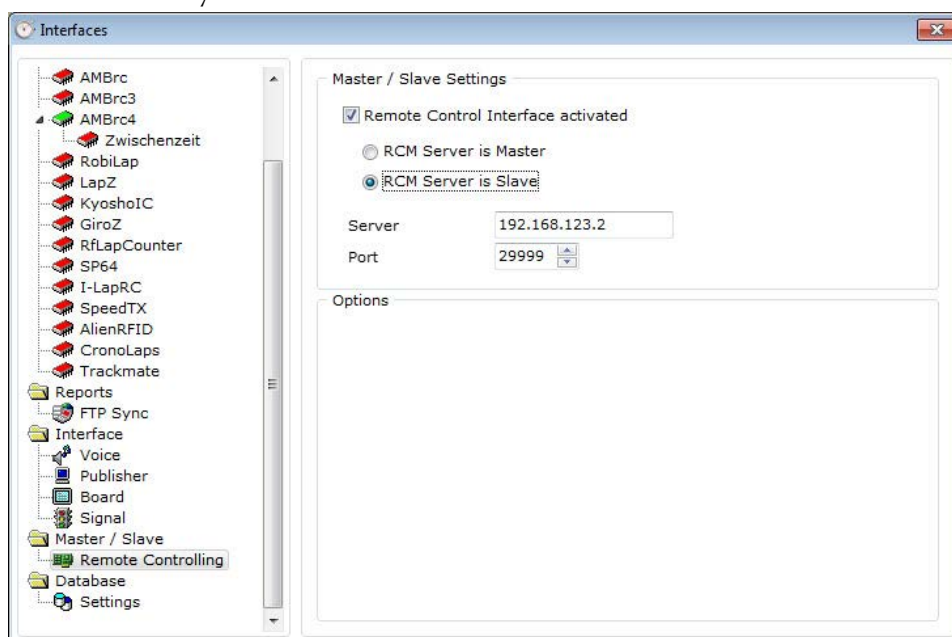 Interfaces
AMBrc
AMBrc3
AMBrc4
Zwischenzeit
RobiLap
LapZ
KyoshoIC
GiroZ
RfLapCounter
SP64
I-LapRC
SpeedTX
AlienRFID
CronoLaps
Trackmate
Reports
FTP Sync
Interface
Voice
Publisher
Board
Signal
Master / Slave
Remote Controlling
Database
Settings
Master / Slave Settings
Remote Control Interface activated
RCM Server is Master
RCM Server is Slave
Server 192.168.123.2
Port 29999
Options